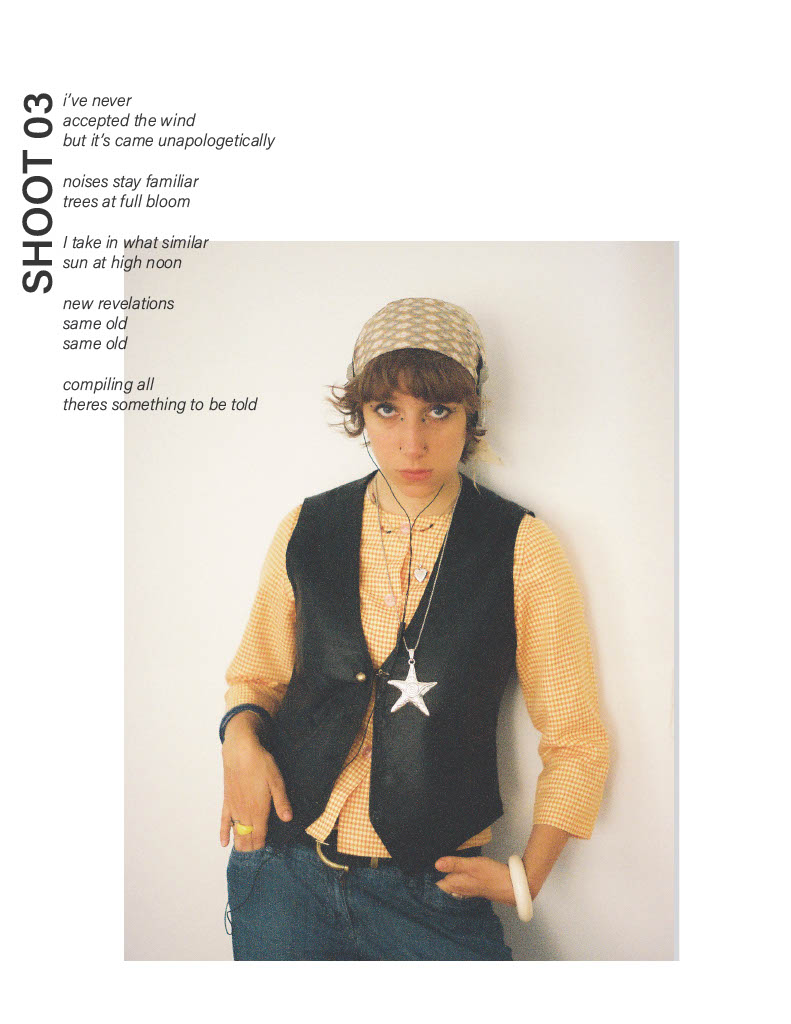 SHOOT 03
i've never
accepted the wind
but it's came unapologetically
noises stay familiar
trees at full bloom
I take in what similar
sun at high noon
new revelations
same old
same old
compiling all
theres something to be told